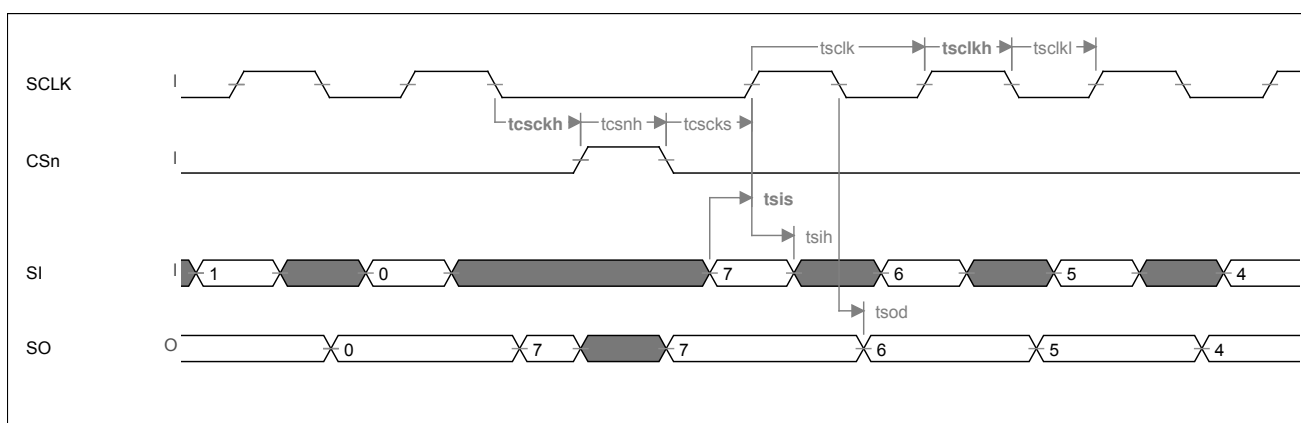 tsclk tsclkh tsclkl
SCLK I
tcsckh tcsnh tcscks
CSn I
tsis
tsih
SI I 1 0 7 6 5 4
tsod
SO O 0 7 7 6 5 4